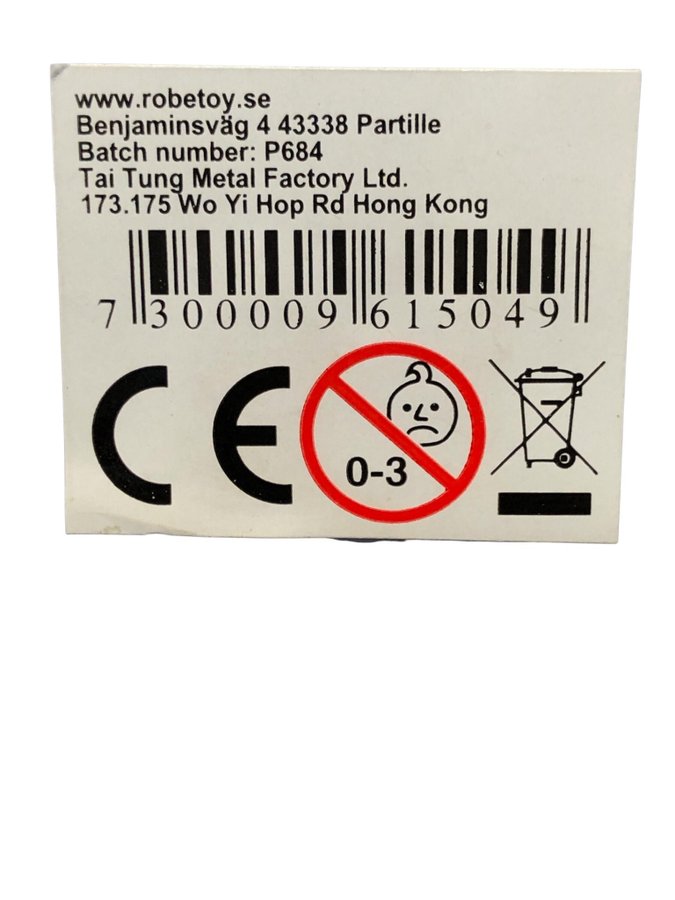 www.robetoy.se
Benjaminsväg 4 43338 Partille
Batch number: P684
Tai Tung Metal Factory Ltd.
173.175 Wo Yi Hop Rd Hong Kong
7 300009 615049
CE
0-3